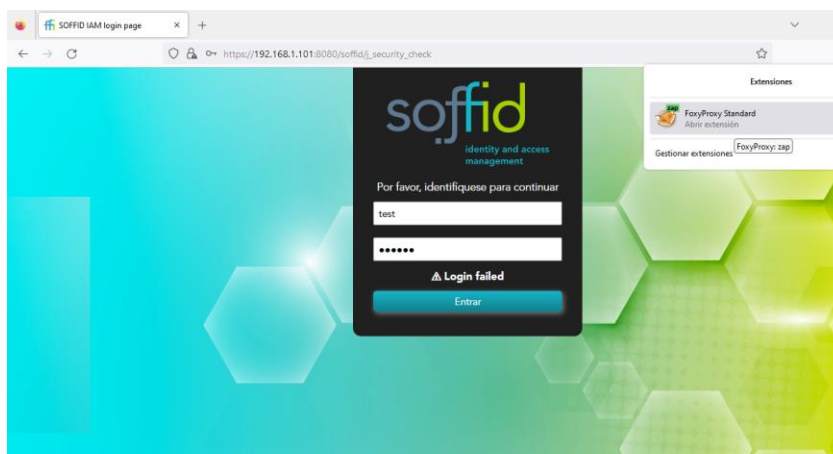 SOFFID IAM login page
https://192.168.1.101:8080/soffid/j_security_check
Extensiones
zap
FoxyProxy Standard
Abrir extensión
Gestionar extensiones
FoxyProxy: zap
soffid
identity and access
management
Por favor, identifíquese para continuar
test
Login failed
Entrar